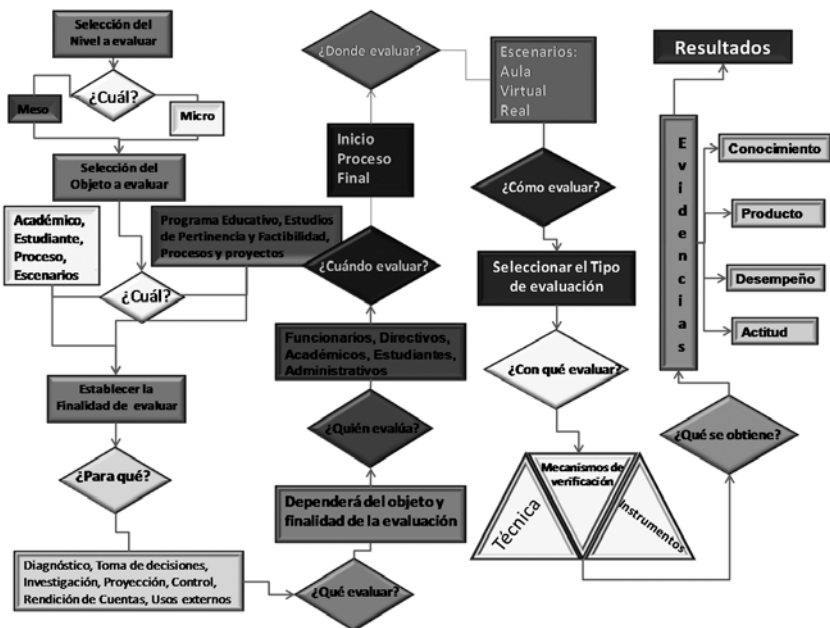 Selección del
Nivel a evaluar
¿Cuál?
Meso
Micro
Selección del
Objeto a evaluar
Académico,
Estudiante,
Proceso,
Escenarios
Programa Educativo, Estudios
de Pertinencia y Factibilidad,
Procesos y proyectos
¿Cuál?
Establecer la
Finalidad de evaluar
¿Para qué?
Diagnóstico, Toma de decisiones,
Investigación, Proyección, Control,
Rendición de Cuentas, Usos externos
¿Qué evaluar?
Dependerá del objeto y
finalidad de la evaluación
¿Quién evalúa?
Funcionarios, Directivos,
Académicos, Estudiantes,
Administrativos
¿Cuándo evaluar?
Inicio
Proceso
Final
¿Donde evaluar?
Escenarios:
Aula
Virtual
Real
¿Cómo evaluar?
Seleccionar el Tipo
de evaluación
¿Con qué evaluar?
Mecanismos de
verificación
Técnica
Instrumentos
¿Qué se obtiene?
Evidencias
Conocimiento
Producto
Desempeño
Actitud
Resultados